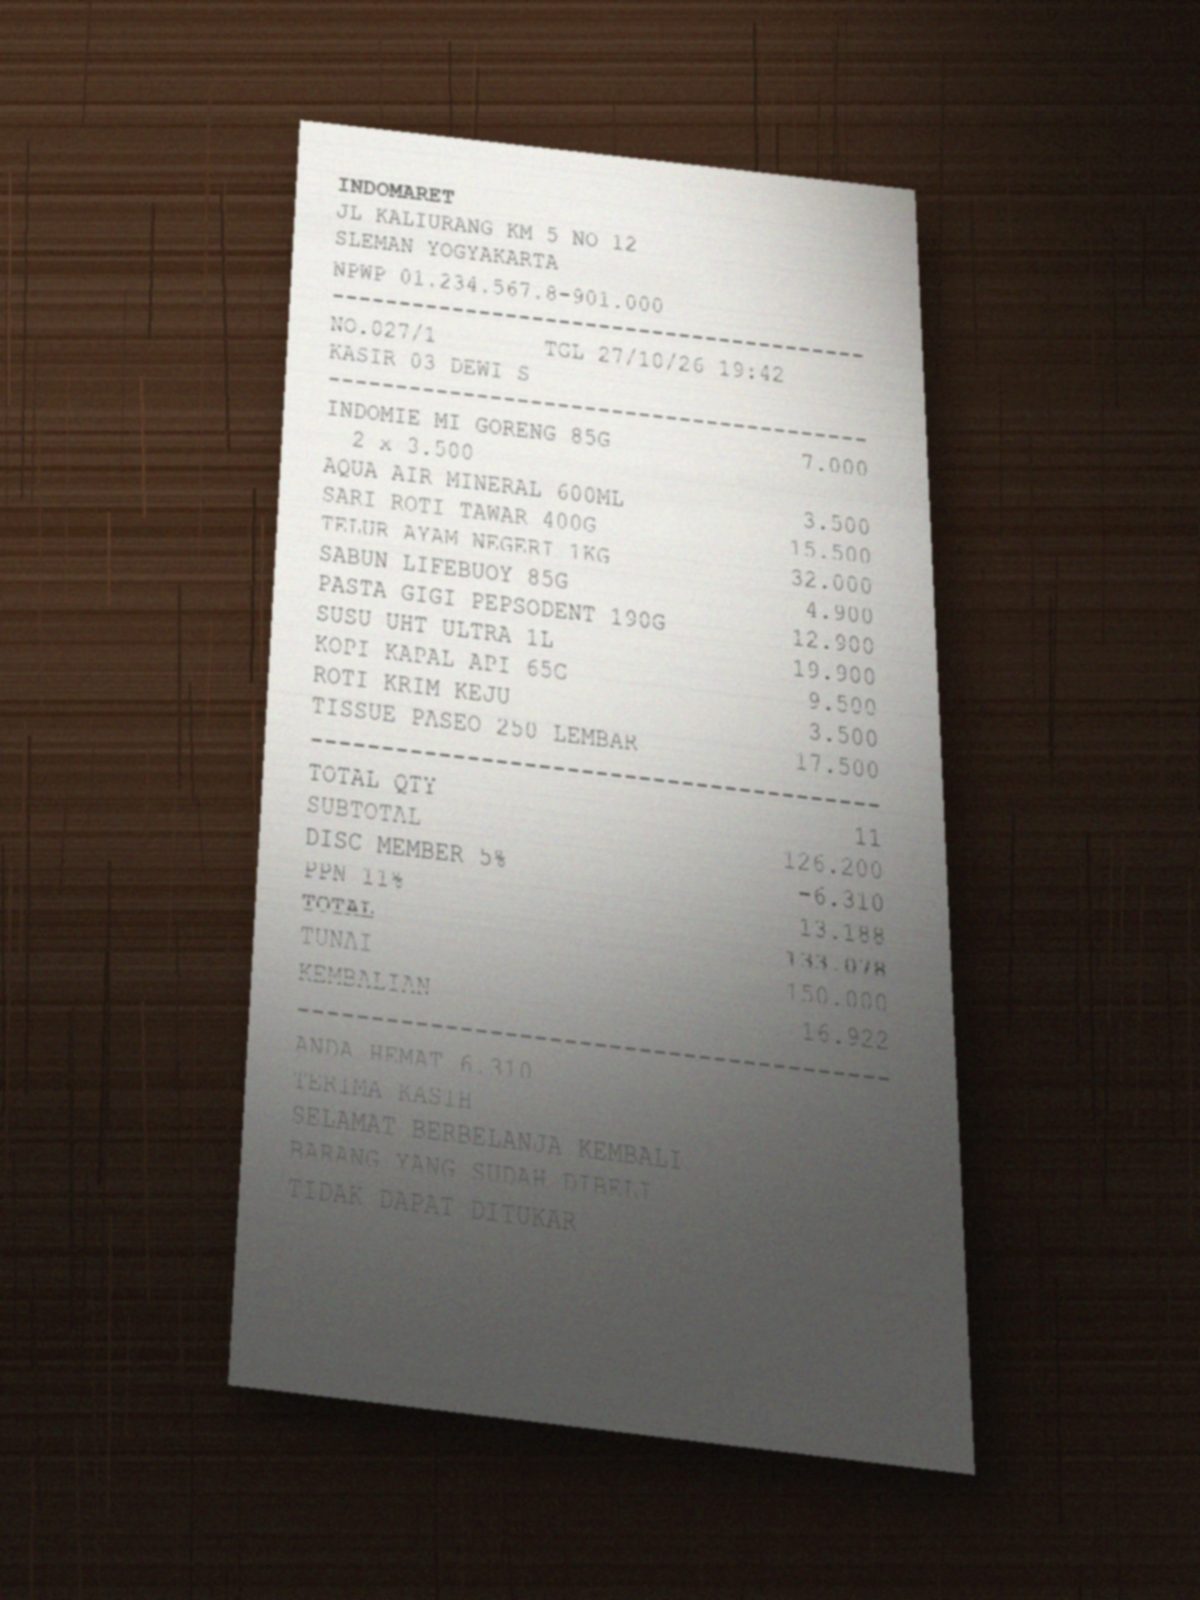 INDOMARET
JL KALIURANG KM 5 NO 12
SLEMAN YOGYAKARTA
NPWP 01.234.567.8-901.000
----------------------------------------
NO.027/1 TGL 27/10/26 19:42
KASIR 03 DEWI S
----------------------------------------
INDOMIE MI GORENG 85G
2 x 3.500 7.000
AQUA AIR MINERAL 600ML 3.500
SARI ROTI TAWAR 400G 15.500
TELUR AYAM NEGERI 1KG 32.000
SABUN LIFEBUOY 85G 4.900
PASTA GIGI PEPSODENT 190G 12.900
SUSU UHT ULTRA 1L 19.900
KOPI KAPAL API 65G 9.500
ROTI KRIM KEJU 3.500
TISSUE PASEO 250 LEMBAR 17.500
----------------------------------------
TOTAL QTY 11
SUBTOTAL 126.200
DISC MEMBER 5% -6.310
PPN 11% 13.188
TOTAL 133.078
TUNAI 150.000
KEMBALIAN 16.922
----------------------------------------
ANDA HEMAT 6.310
TERIMA KASIH
SELAMAT BERBELANJA KEMBALI
BARANG YANG SUDAH DIBELI
TIDAK DAPAT DITUKAR